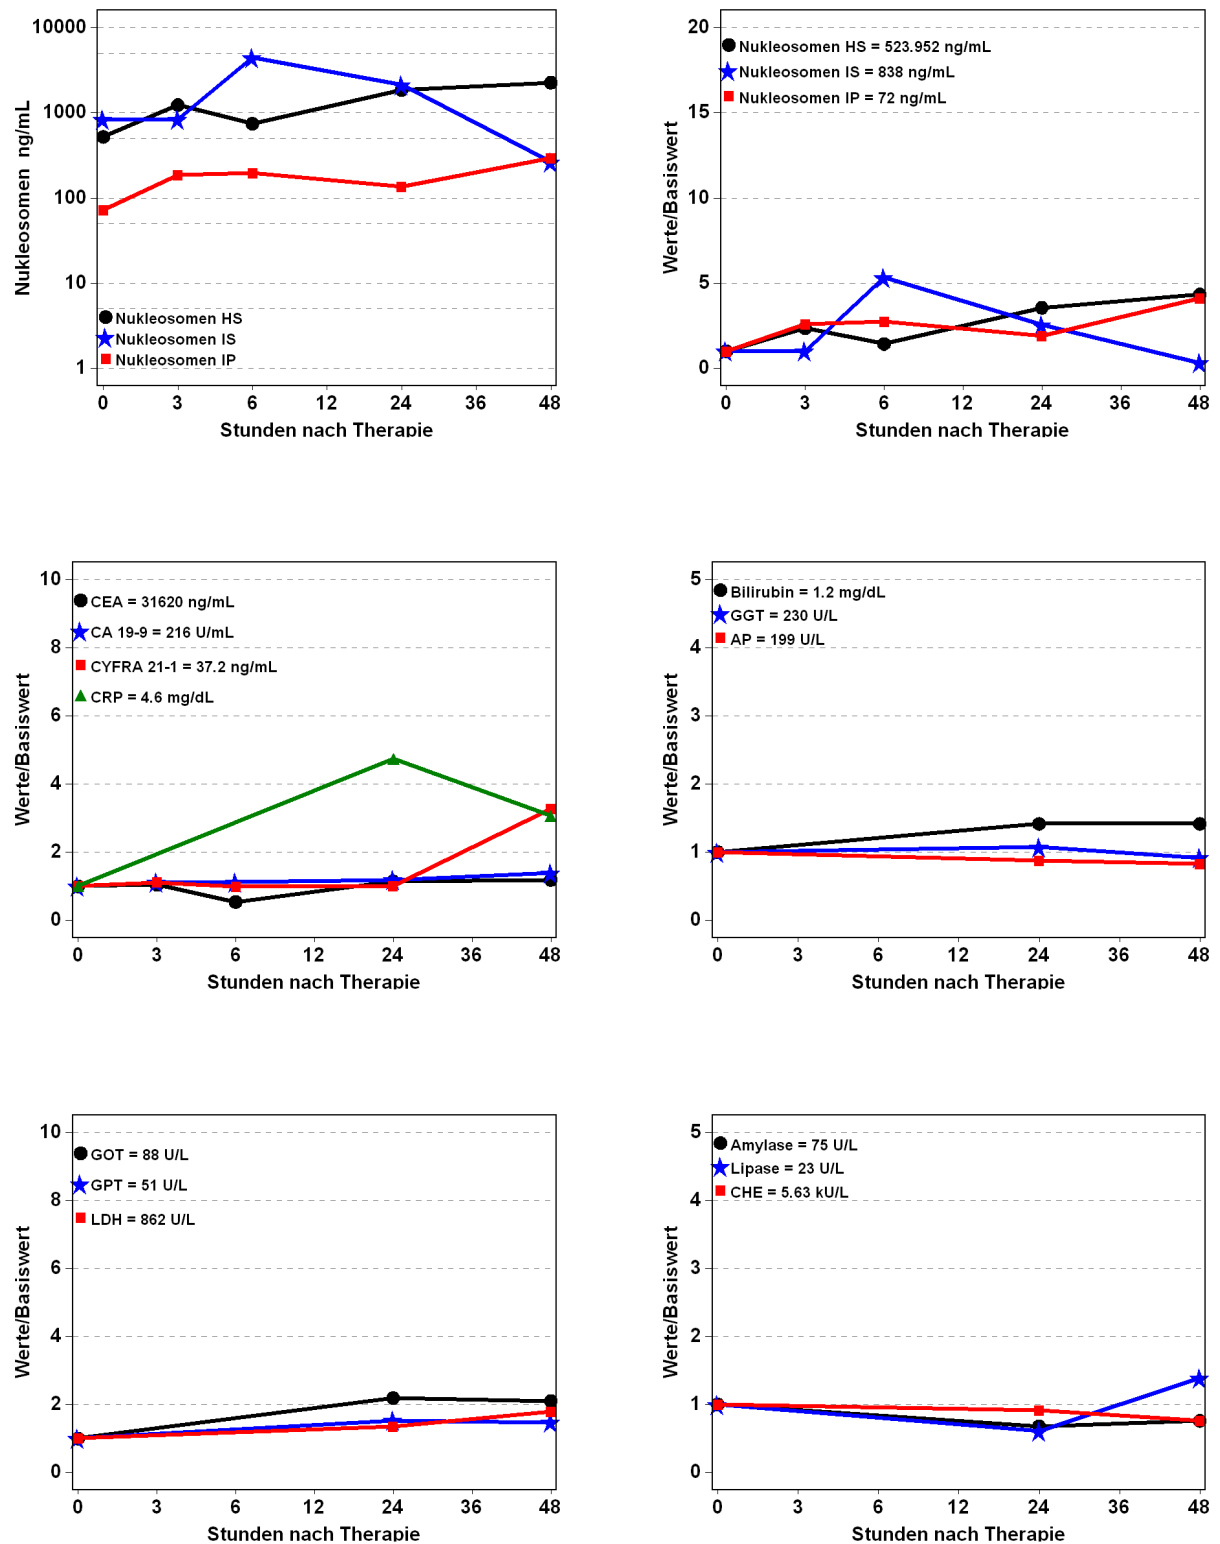 Nukleosomen ng/mL
10000
1000
100
10
1
Nukleosomen HS
Nukleosomen IS
Nukleosomen IP
0 3 6 12 24 36 48
Stunden nach Therapie
Werte/Basiswert
20
15
10
5
0
Nukleosomen HS = 523.952 ng/mL
Nukleosomen IS = 838 ng/mL
Nukleosomen IP = 72 ng/mL
0 3 6 12 24 36 48
Stunden nach Therapie
Werte/Basiswert
10
8
6
4
2
0
CEA = 31620 ng/mL
CA 19-9 = 216 U/mL
CYFRA 21-1 = 37.2 ng/mL
CRP = 4.6 mg/dL
0 3 6 12 24 36 48
Stunden nach Therapie
Werte/Basiswert
5
4
3
2
1
0
Bilirubin = 1.2 mg/dL
GGT = 230 U/L
AP = 199 U/L
0 3 6 12 24 36 48
Stunden nach Therapie
Werte/Basiswert
10
8
6
4
2
0
GOT = 88 U/L
GPT = 51 U/L
LDH = 862 U/L
0 3 6 12 24 36 48
Stunden nach Therapie
Werte/Basiswert
5
4
3
2
1
0
Amylase = 75 U/L
Lipase = 23 U/L
CHE = 5.63 kU/L
0 3 6 12 24 36 48
Stunden nach Therapie